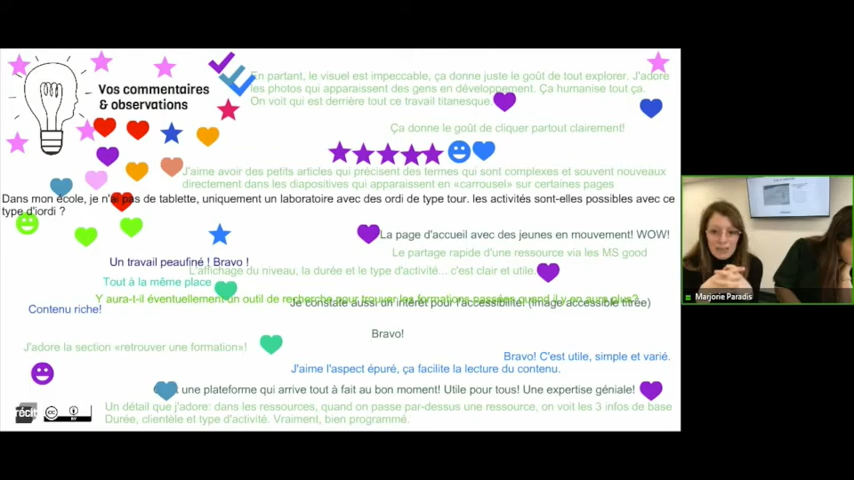 En partant, le visuel est impeccable, ça donne juste le goût de tout explorer. J'adore
les photos qui apparaissent des gens en développement. Ça humanise tout ça.
On voit qui est derrière tout ce travail titanesque
Vos commentaires
& observations
Ça donne le goût de cliquer partout clairement!
J'aime avoir des petits articles qui précisent des termes qui sont complexes et souvent nouveaux
directement dans les diapositives qui apparaissent en «carrousel» sur certaines pages
Dans mon école, je n'ai pas de tablette, uniquement un laboratoire avec des ordi de type tour. les activités sont-elles possibles avec ce
type d'iordi ?
La page d'accueil avec des jeunes en mouvement! WOW!
Le partage rapide d'une ressource via les MS good
Un travail peaufiné ! Bravo !
L'affichage du niveau, la durée et le type d'activité... c'est clair et utile.
Tout à la même place
Y aura-t-il éventuellement un outil de recherche pour trouver les formations passées quand il y en aura plus?
Je constate aussi un intérêt pour l'accessibilité! (image accessible titrée)
Contenu riche!
Bravo!
J'adore la section «retrouver une formation»!
Bravo! C'est utile, simple et varié.
J'aime l'aspect épuré, ça facilite la lecture du contenu.
une plateforme qui arrive tout à fait au bon moment! Utile pour tous! Une expertise géniale!
Un détail que j'adore: dans les ressources, quand on passe par-dessus une ressource, on voit les 3 infos de base
Durée, clientèle et type d'activité. Vraiment, bien programmé.
récit
cc
BY
Marjorie Paradis